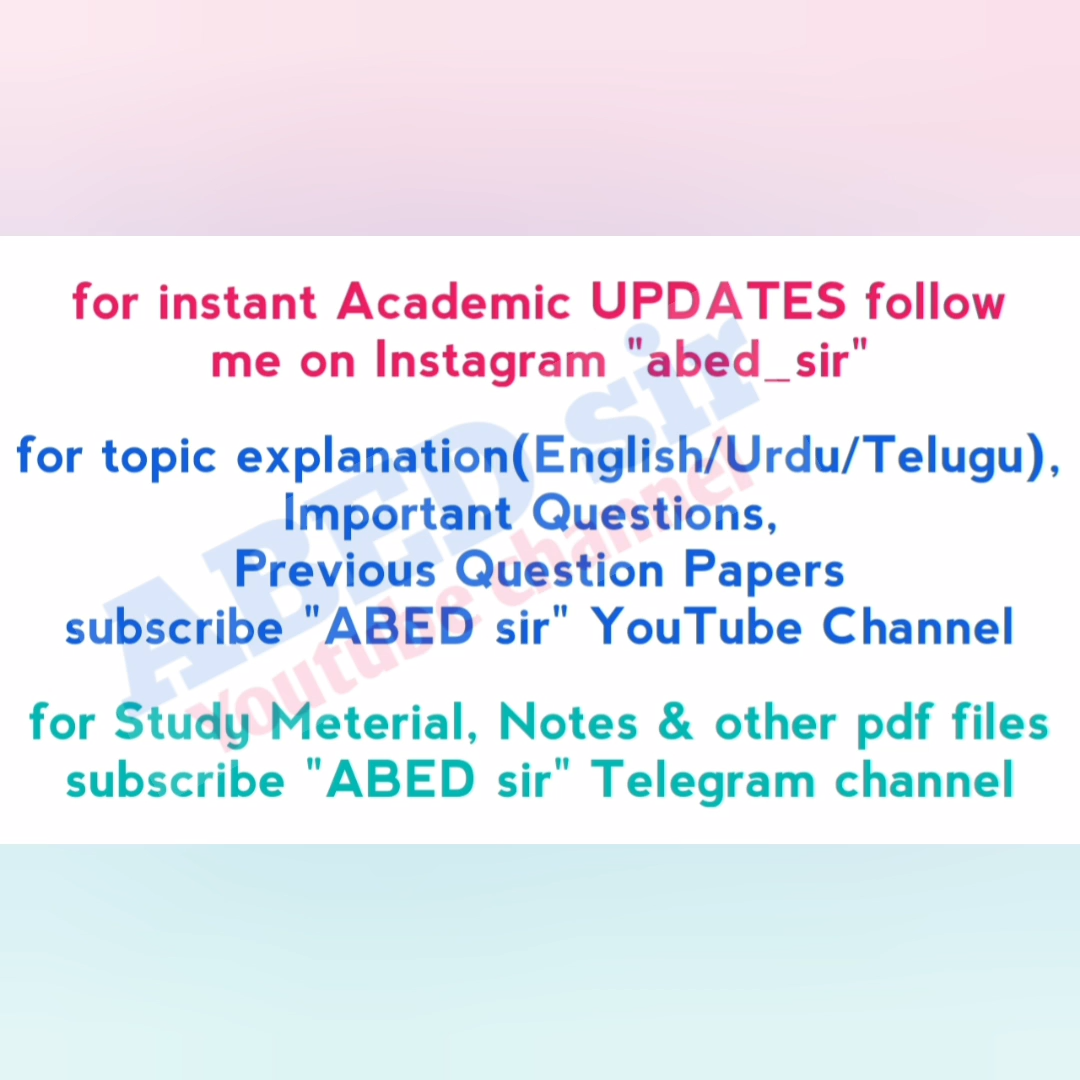 for instant Academic UPDATES follow
me on Instagram "abed_sir"
for topic explanation(English/Urdu/Telugu),
Important Questions,
Previous Question Papers
subscribe "ABED sir" YouTube Channel
for Study Meterial, Notes & other pdf files
subscribe "ABED sir" Telegram channel
ABED sir
Youtube channel